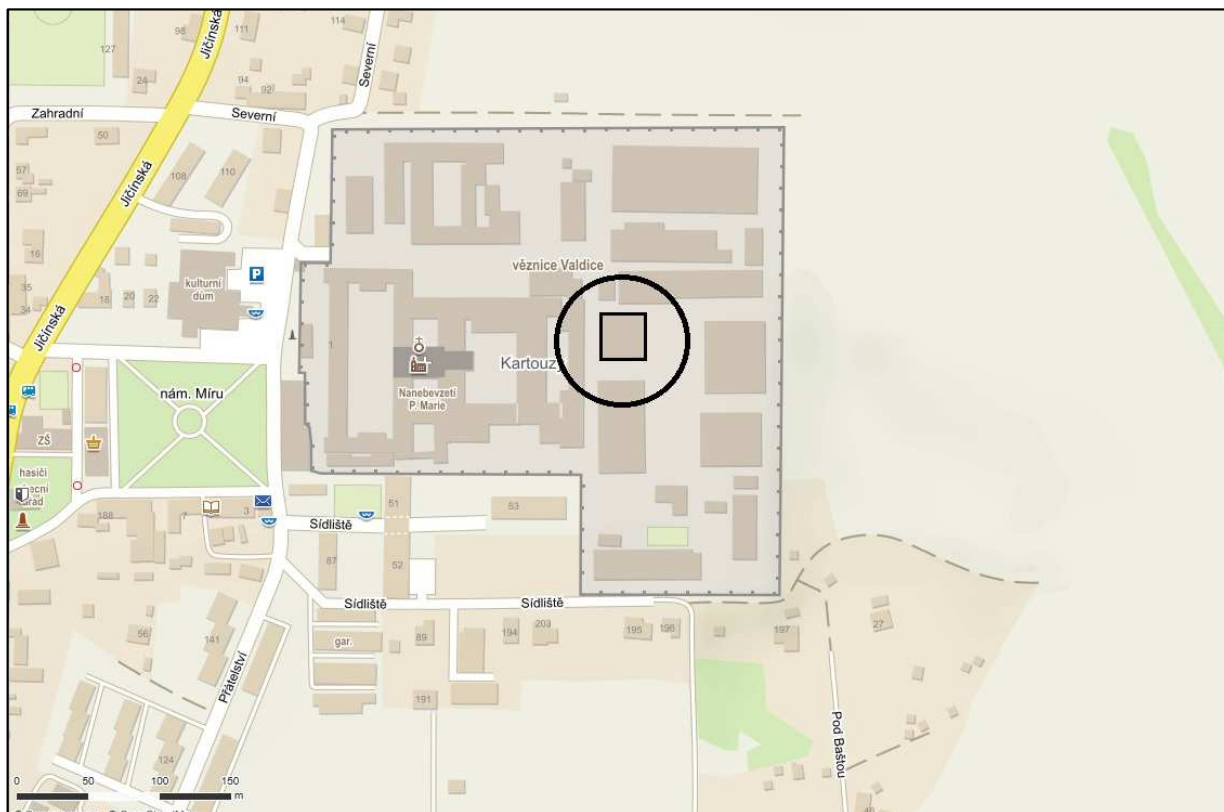 98
111
114
127
Jičínská
Severní
94
24
92
Zahradní
Severní
50
57
69
108
110
Jičínská
věznice Valdice
16
P
kulturní
dům
35
34
18
20
22
Jičínská
1
Kartouzy
nám. Míru
Nanebevzetí
P. Marie
ZŠ
hasiči
188
7
3
51
53
Sídliště
87
52
Sídliště
Sídliště
56
141
gar.
89
194
203
195
196
197
27
Přátelství
191
Pod Baštou
124
0
50
100
150
m